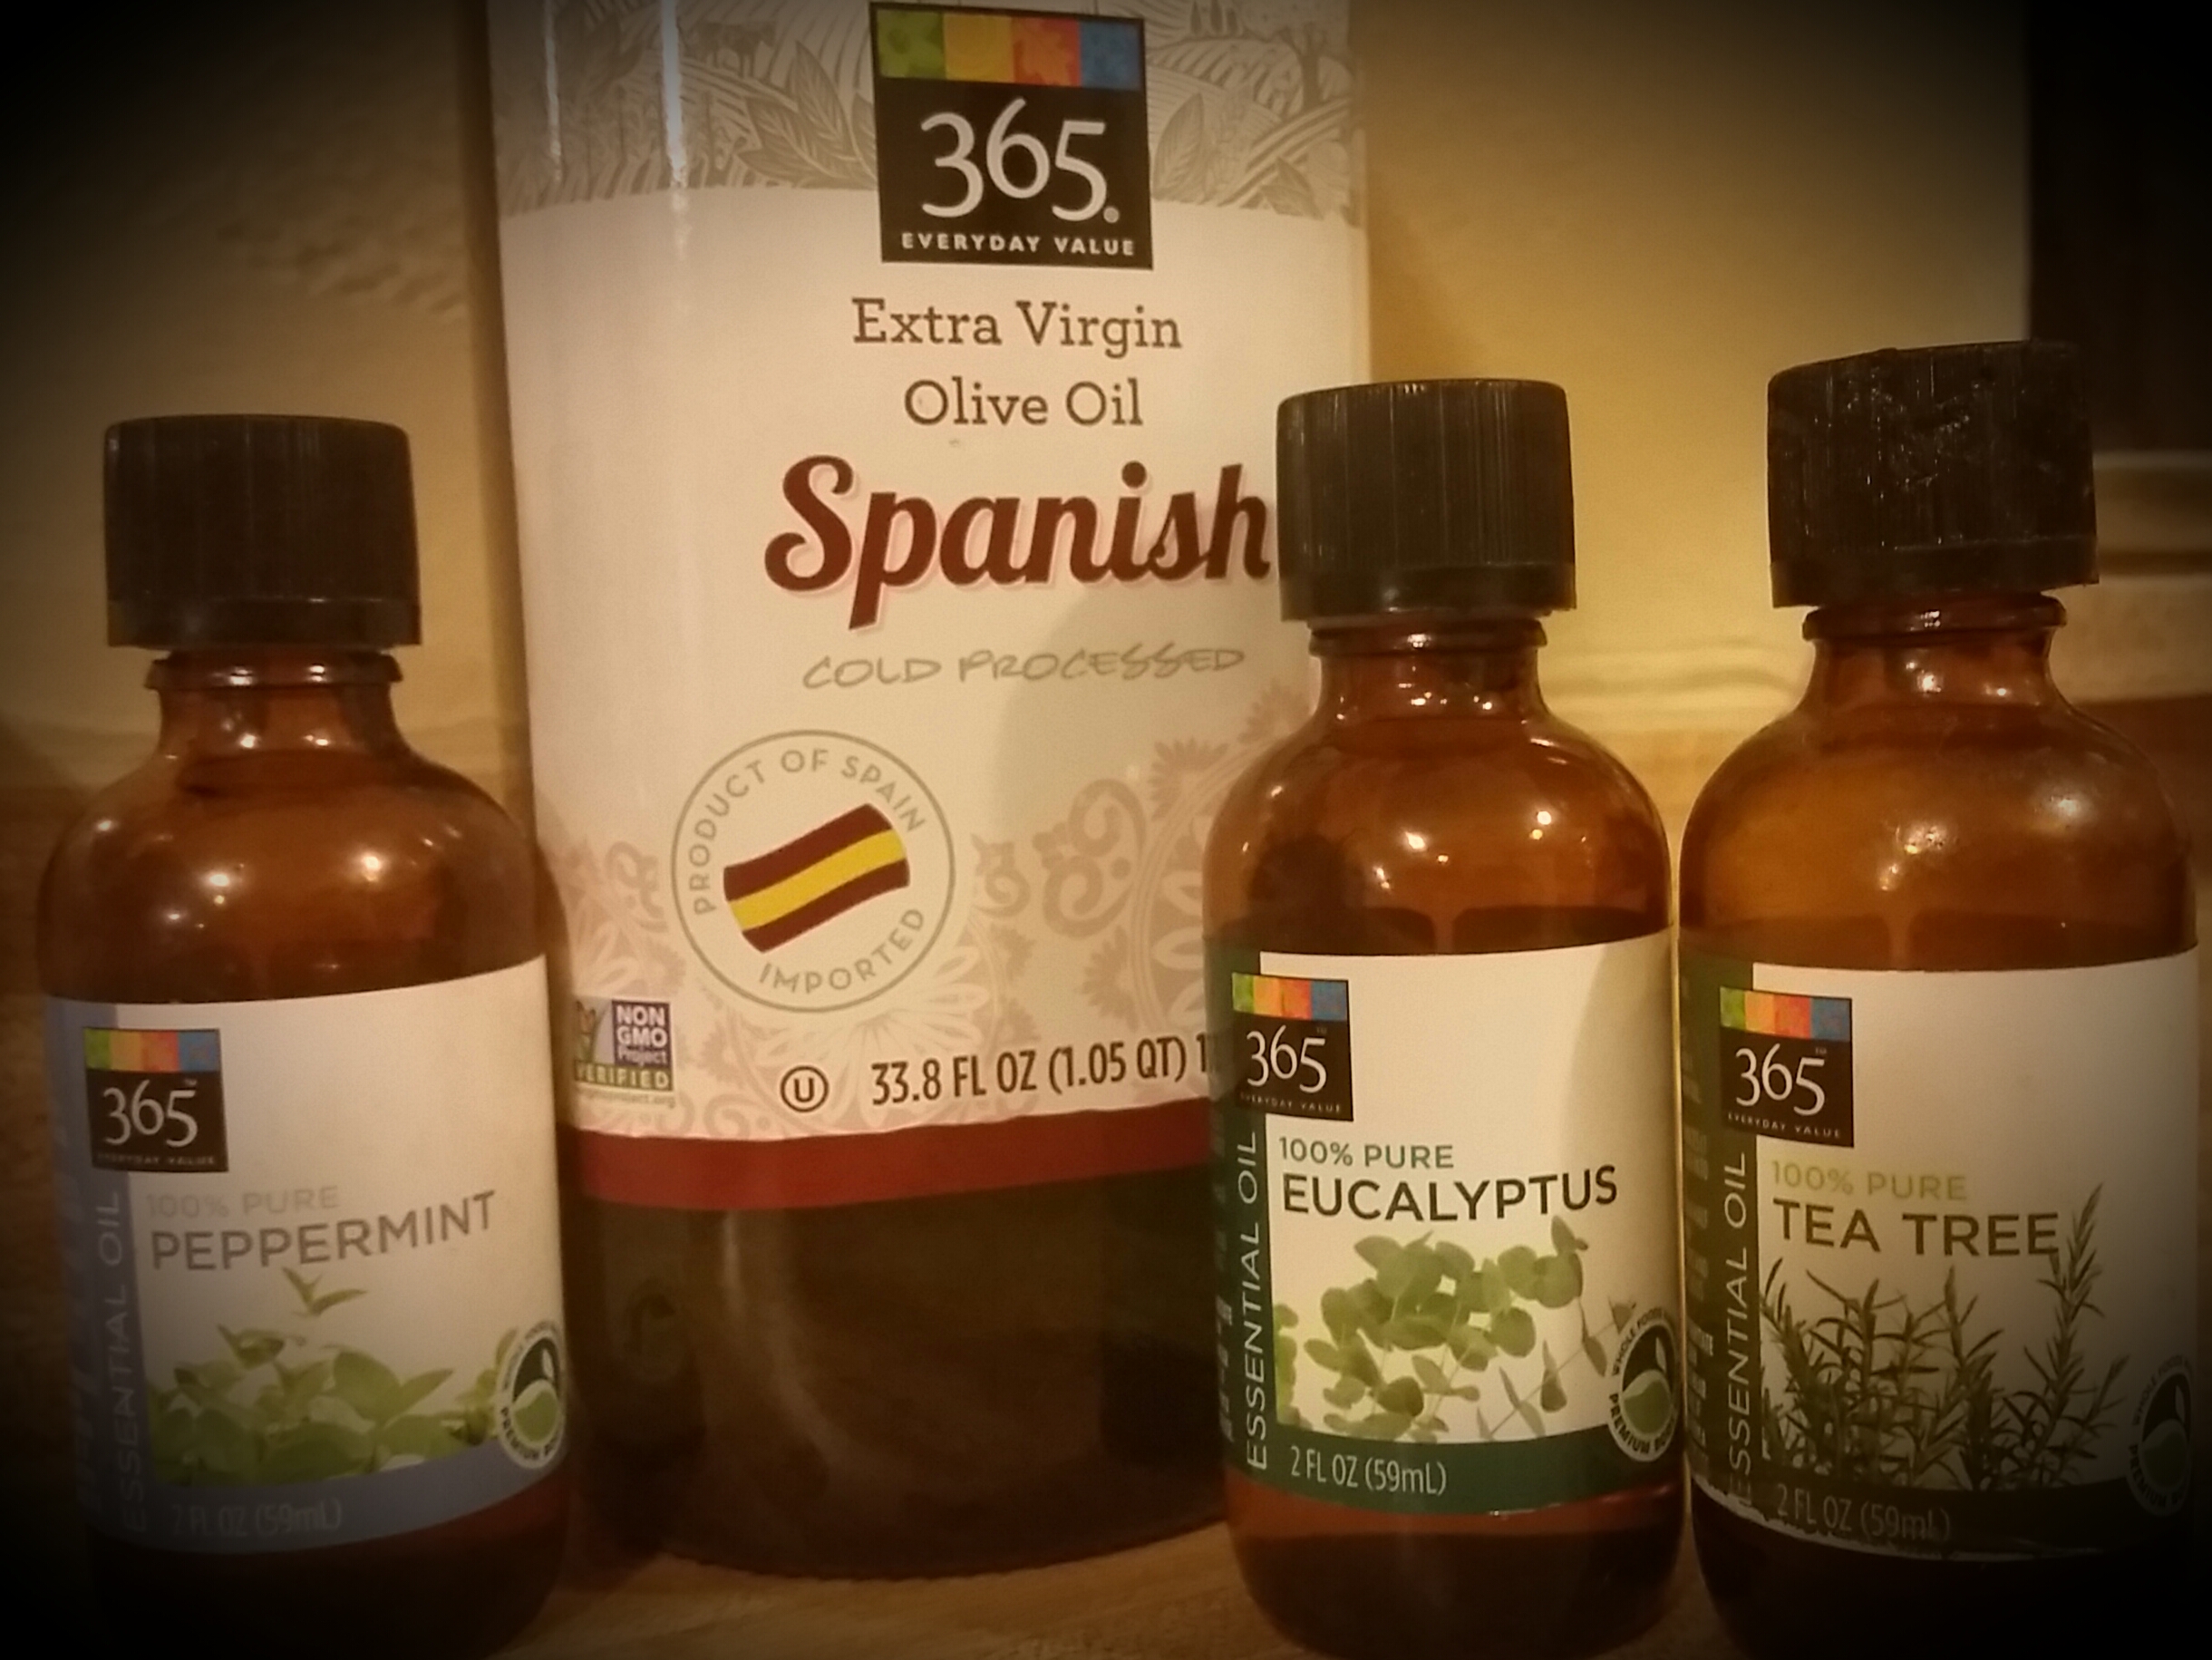 365
EVERYDAY VALUE
Extra Virgin
Olive Oil
Spanish
COLD PROCESSED
PRODUCT OF SPAIN
IMPORTED
NON
GMO
Project
VERIFIED
U
33.8 FL OZ (1.05 QT)
365
EVERYDAY VALUE
ESSENTIAL OIL
100% PURE
PEPPERMINT
2 FL OZ (59mL)
365
EVERYDAY VALUE
ESSENTIAL OIL
100% PURE
EUCALYPTUS
WHOLE FOODS
PREMIUM
2 FL OZ (59mL)
365
EVERYDAY VALUE
ESSENTIAL OIL
100% PURE
TEA TREE
2 FL OZ (59mL)